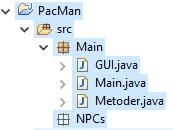 PacMan
src
Main
GUI.java
Main.java
Metoder.java
NPCs